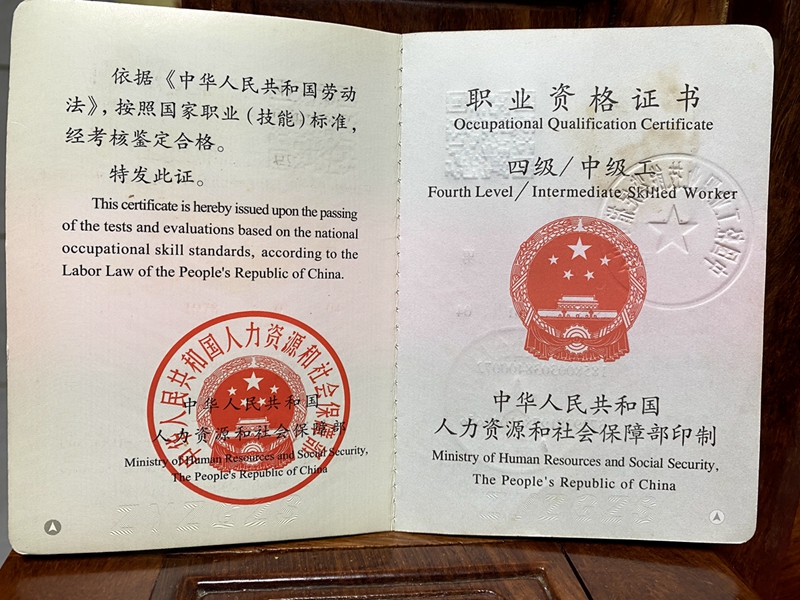 依据《中华人民共和国劳动
法》，按照国家职业（技能）标准，
经考核鉴定合格。
特发此证。
This certificate is hereby issued upon the passing
of the tests and evaluations based on the national
occupational skill standards, according to the
Labor Law of the People's Republic of China.
中华人民共和国人力资源和社会保障部
中华人民共和国
人力资源和社会保障部
Ministry of Human Resources and Social Security,
The People's Republic of China
职业资格证书
Occupational Qualification Certificate
四级/中级工
Fourth Level/Intermediate Skilled Worker
中华人民共和国
人力资源和社会保障部印制
Ministry of Human Resources and Social Security,
The People's Republic of China